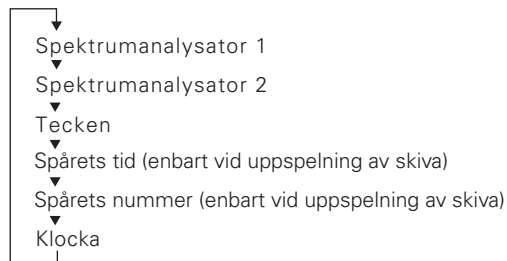 Spektrumanalysator 1
Spektrumanalysator 2
Tecken
Spårets tid (enbart vid uppspelning av skiva)
Spårets nummer (enbart vid uppspelning av skiva)
Klocka